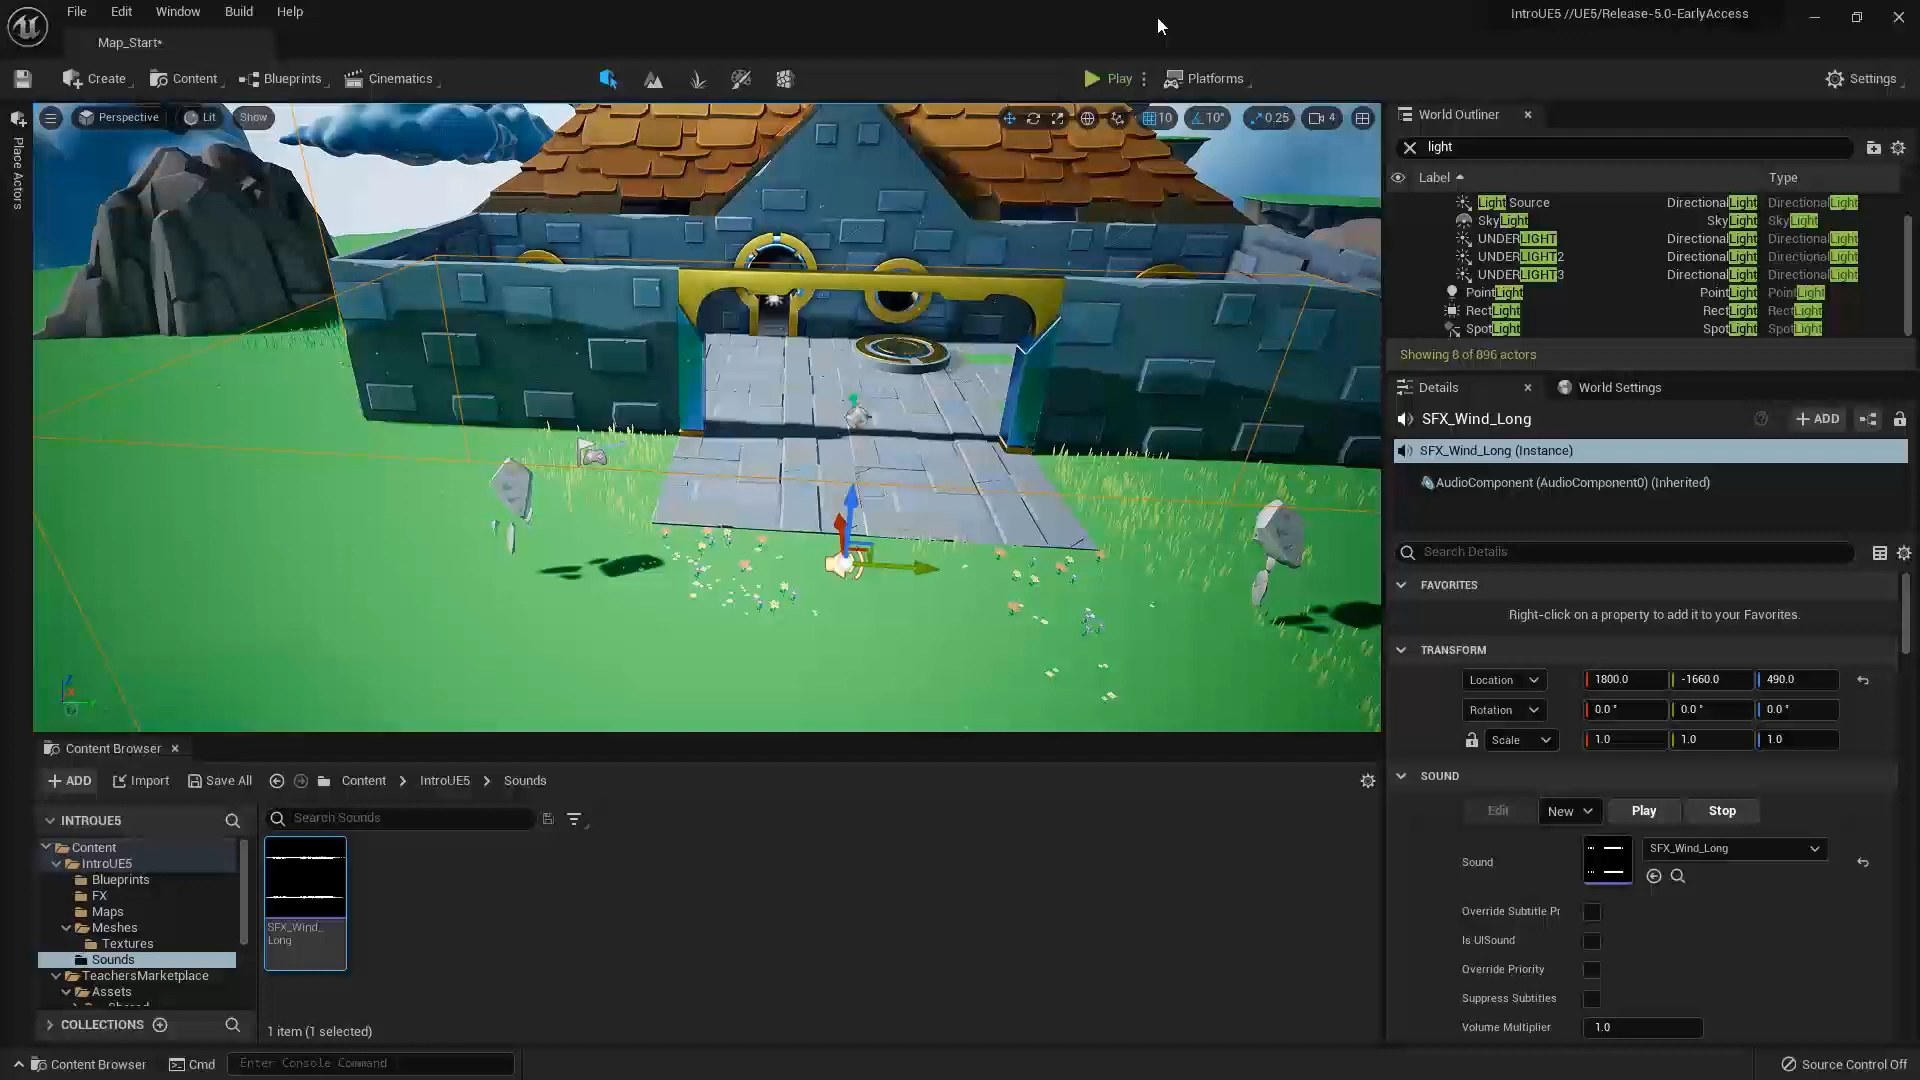 File Edit Window Build Help
IntroUE5 //UE5/Release-5.0-EarlyAccess
Map_Start*
Create Content Blueprints Cinematics
Play Platforms Settings
Place Actors
Perspective Lit Show
10 10° 0.25 4
World Outliner
light
Label Type
Light Source DirectionalLight DirectionalLight
SkyLight SkyLight SkyLight
UNDERLIGHT DirectionalLight DirectionalLight
UNDERLIGHT2 DirectionalLight DirectionalLight
UNDERLIGHT3 DirectionalLight DirectionalLight
PointLight PointLight PointLight
RectLight RectLight RectLight
SpotLight SpotLight SpotLight
Showing 8 of 896 actors
Details World Settings
SFX_Wind_Long
ADD
SFX_Wind_Long (Instance)
AudioComponent (AudioComponent0) (Inherited)
Search Details
FAVORITES
Right-click on a property to add it to your Favorites.
TRANSFORM
Location 1800.0 -1660.0 490.0
Rotation 0.0° 0.0° 0.0°
Scale 1.0 1.0 1.0
SOUND
Edit New Play Stop
Sound SFX_Wind_Long
Override Subtitle Pr
Is UISound
Override Priority
Suppress Subtitles
Volume Multiplier 1.0
Content Browser
ADD Import Save All Content IntroUE5 Sounds
INTROUE5
Search Sounds
Content
IntroUE5
Blueprints
FX
Maps
Meshes
Textures
Sounds
TeachersMarketplace
Assets
SFX_Wind_
Long
COLLECTIONS
1 item (1 selected)
Content Browser Cmd Enter Console Command
Source Control Off